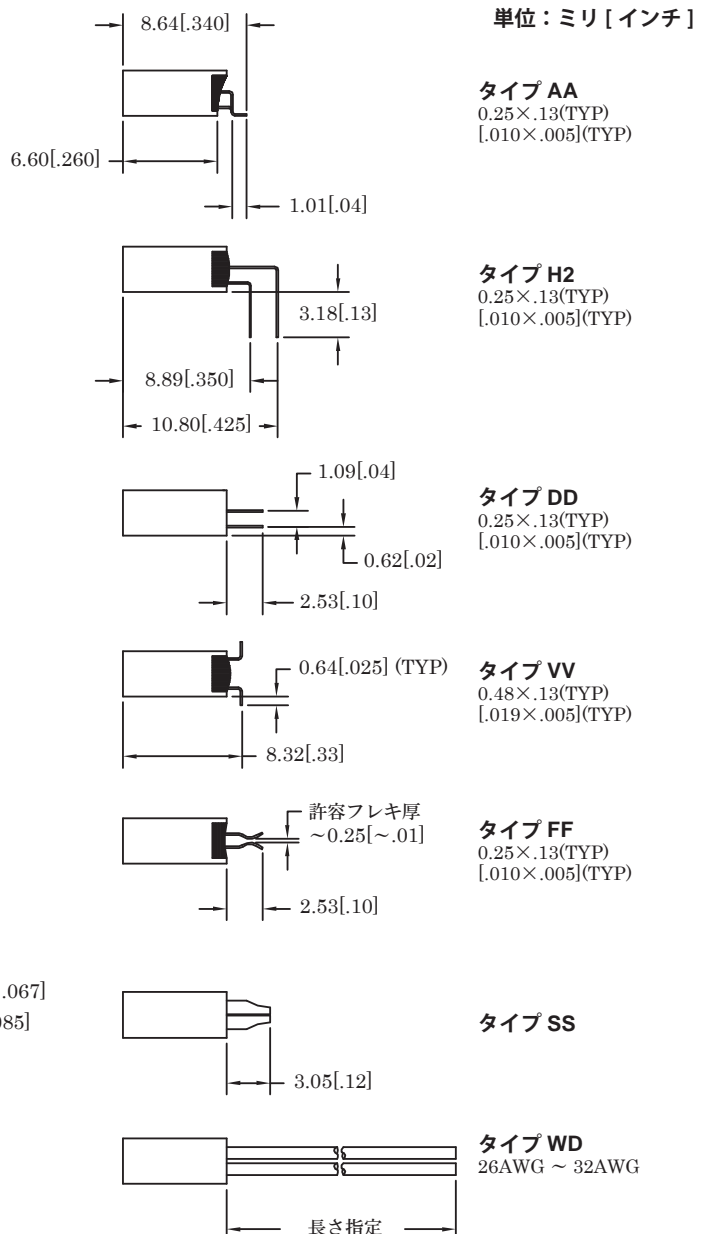 単位：ミリ [ インチ ]
8.64[.340]
タイプ AA
0.25×.13(TYP)
[.010×.005](TYP)
6.60[.260]
1.01[.04]
タイプ H2
0.25×.13(TYP)
[.010×.005](TYP)
3.18[.13]
8.89[.350]
10.80[.425]
1.09[.04]
タイプ DD
0.25×.13(TYP)
[.010×.005](TYP)
0.62[.02]
2.53[.10]
0.64[.025] (TYP)
タイプ VV
0.48×.13(TYP)
[.019×.005](TYP)
8.32[.33]
許容フレキ厚
～0.25[~.01]
タイプ FF
0.25×.13(TYP)
[.010×.005](TYP)
2.53[.10]
.067]
085]
タイプ SS
3.05[.12]
タイプ WD
26AWG ～ 32AWG
長さ指定